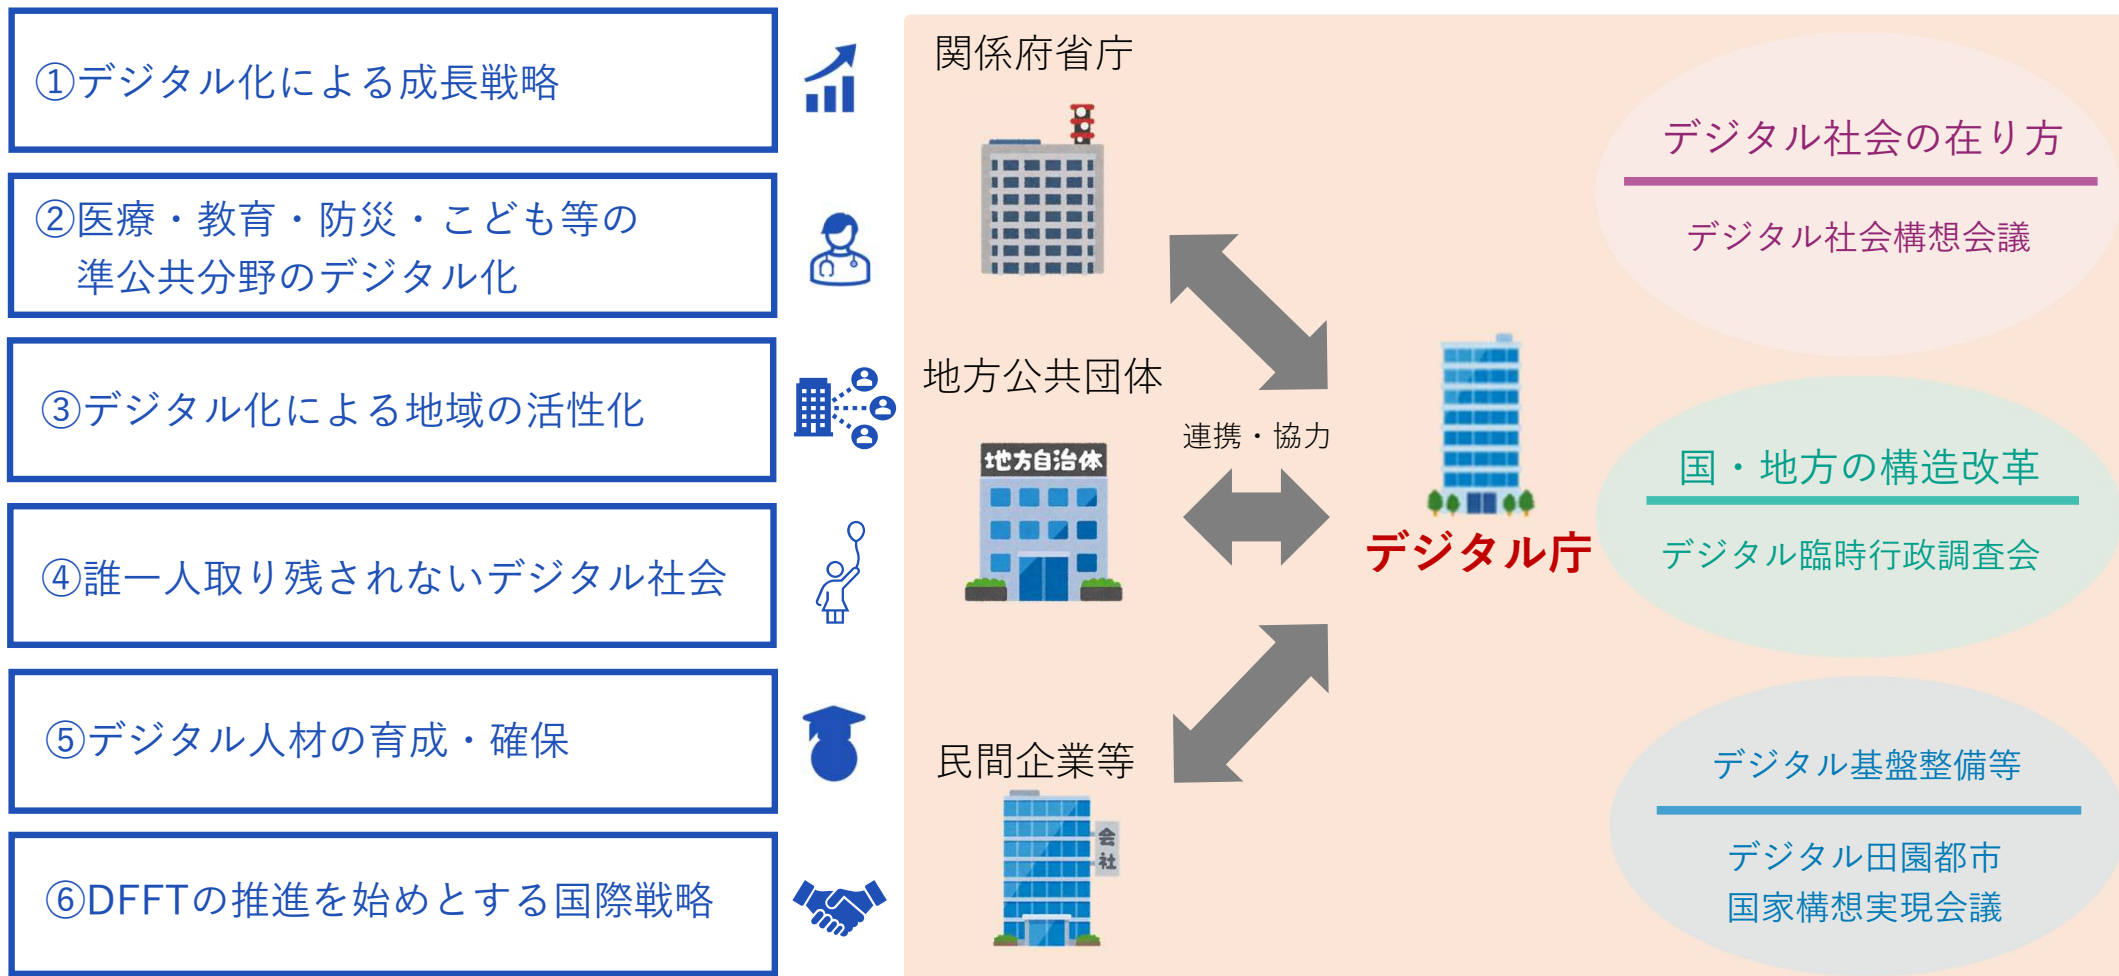 ①デジタル化による成長戦略
②医療・教育・防災・こども等の
準公共分野のデジタル化
③デジタル化による地域の活性化
④誰一人取り残されないデジタル社会
⑤デジタル人材の育成・確保
⑥DFFTの推進を始めとする国際戦略
関係府省庁
地方公共団体
地方自治体
民間企業等
会社
連携・協力
デジタル庁
デジタル社会の在り方
デジタル社会構想会議
国・地方の構造改革
デジタル臨時行政調査会
デジタル基盤整備等
デジタル田園都市
国家構想実現会議